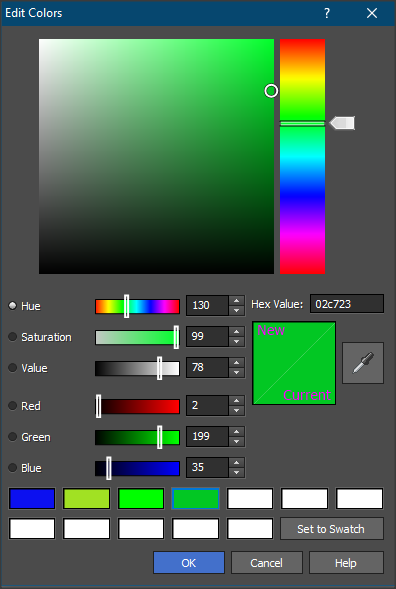 Edit Colors ?
Hue 130 Hex Value: 02c723
Saturation 99
New
Value 78
Current
Red 2
Green 199
Blue 35
Set to Swatch
OK Cancel Help